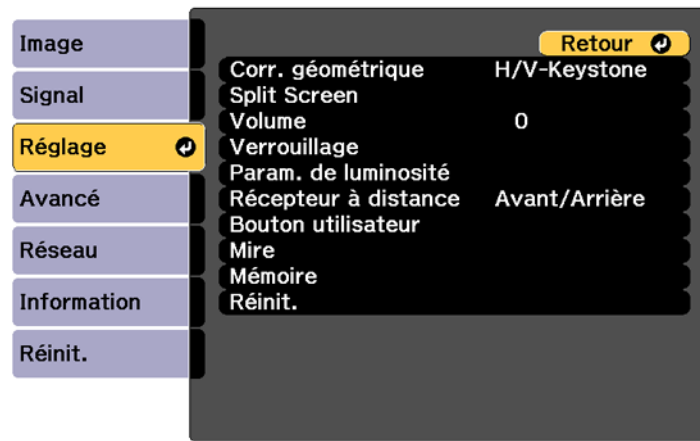 Image
Signal
Réglage
Avancé
Réseau
Information
Réinit.
Retour
Corr. géométrique H/V-Keystone
Split Screen
Volume 0
Verrouillage
Param. de luminosité
Récepteur à distance Avant/Arrière
Bouton utilisateur
Mire
Mémoire
Réinit.